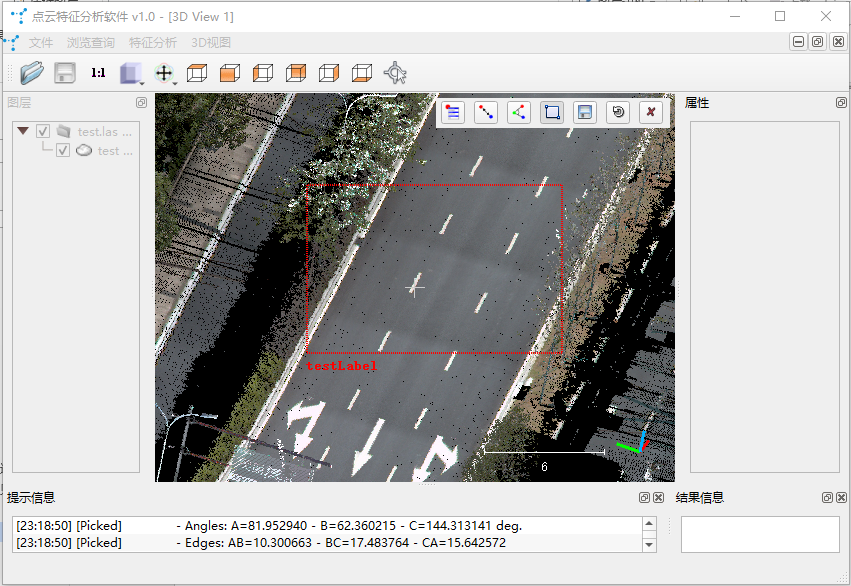 点云特征分析软件 v1.0 - [3D View 1]
文件 浏览查询 特征分析 3D视图
1:1
图层
属性
test.las ...
test ...
testLabel
6
提示信息
结果信息
[23:18:50] [Picked] - Angles: A=81.952940 - B=62.360215 - C=144.313141 deg.
[23:18:50] [Picked] - Edges: AB=10.300663 - BC=17.483764 - CA=15.642572